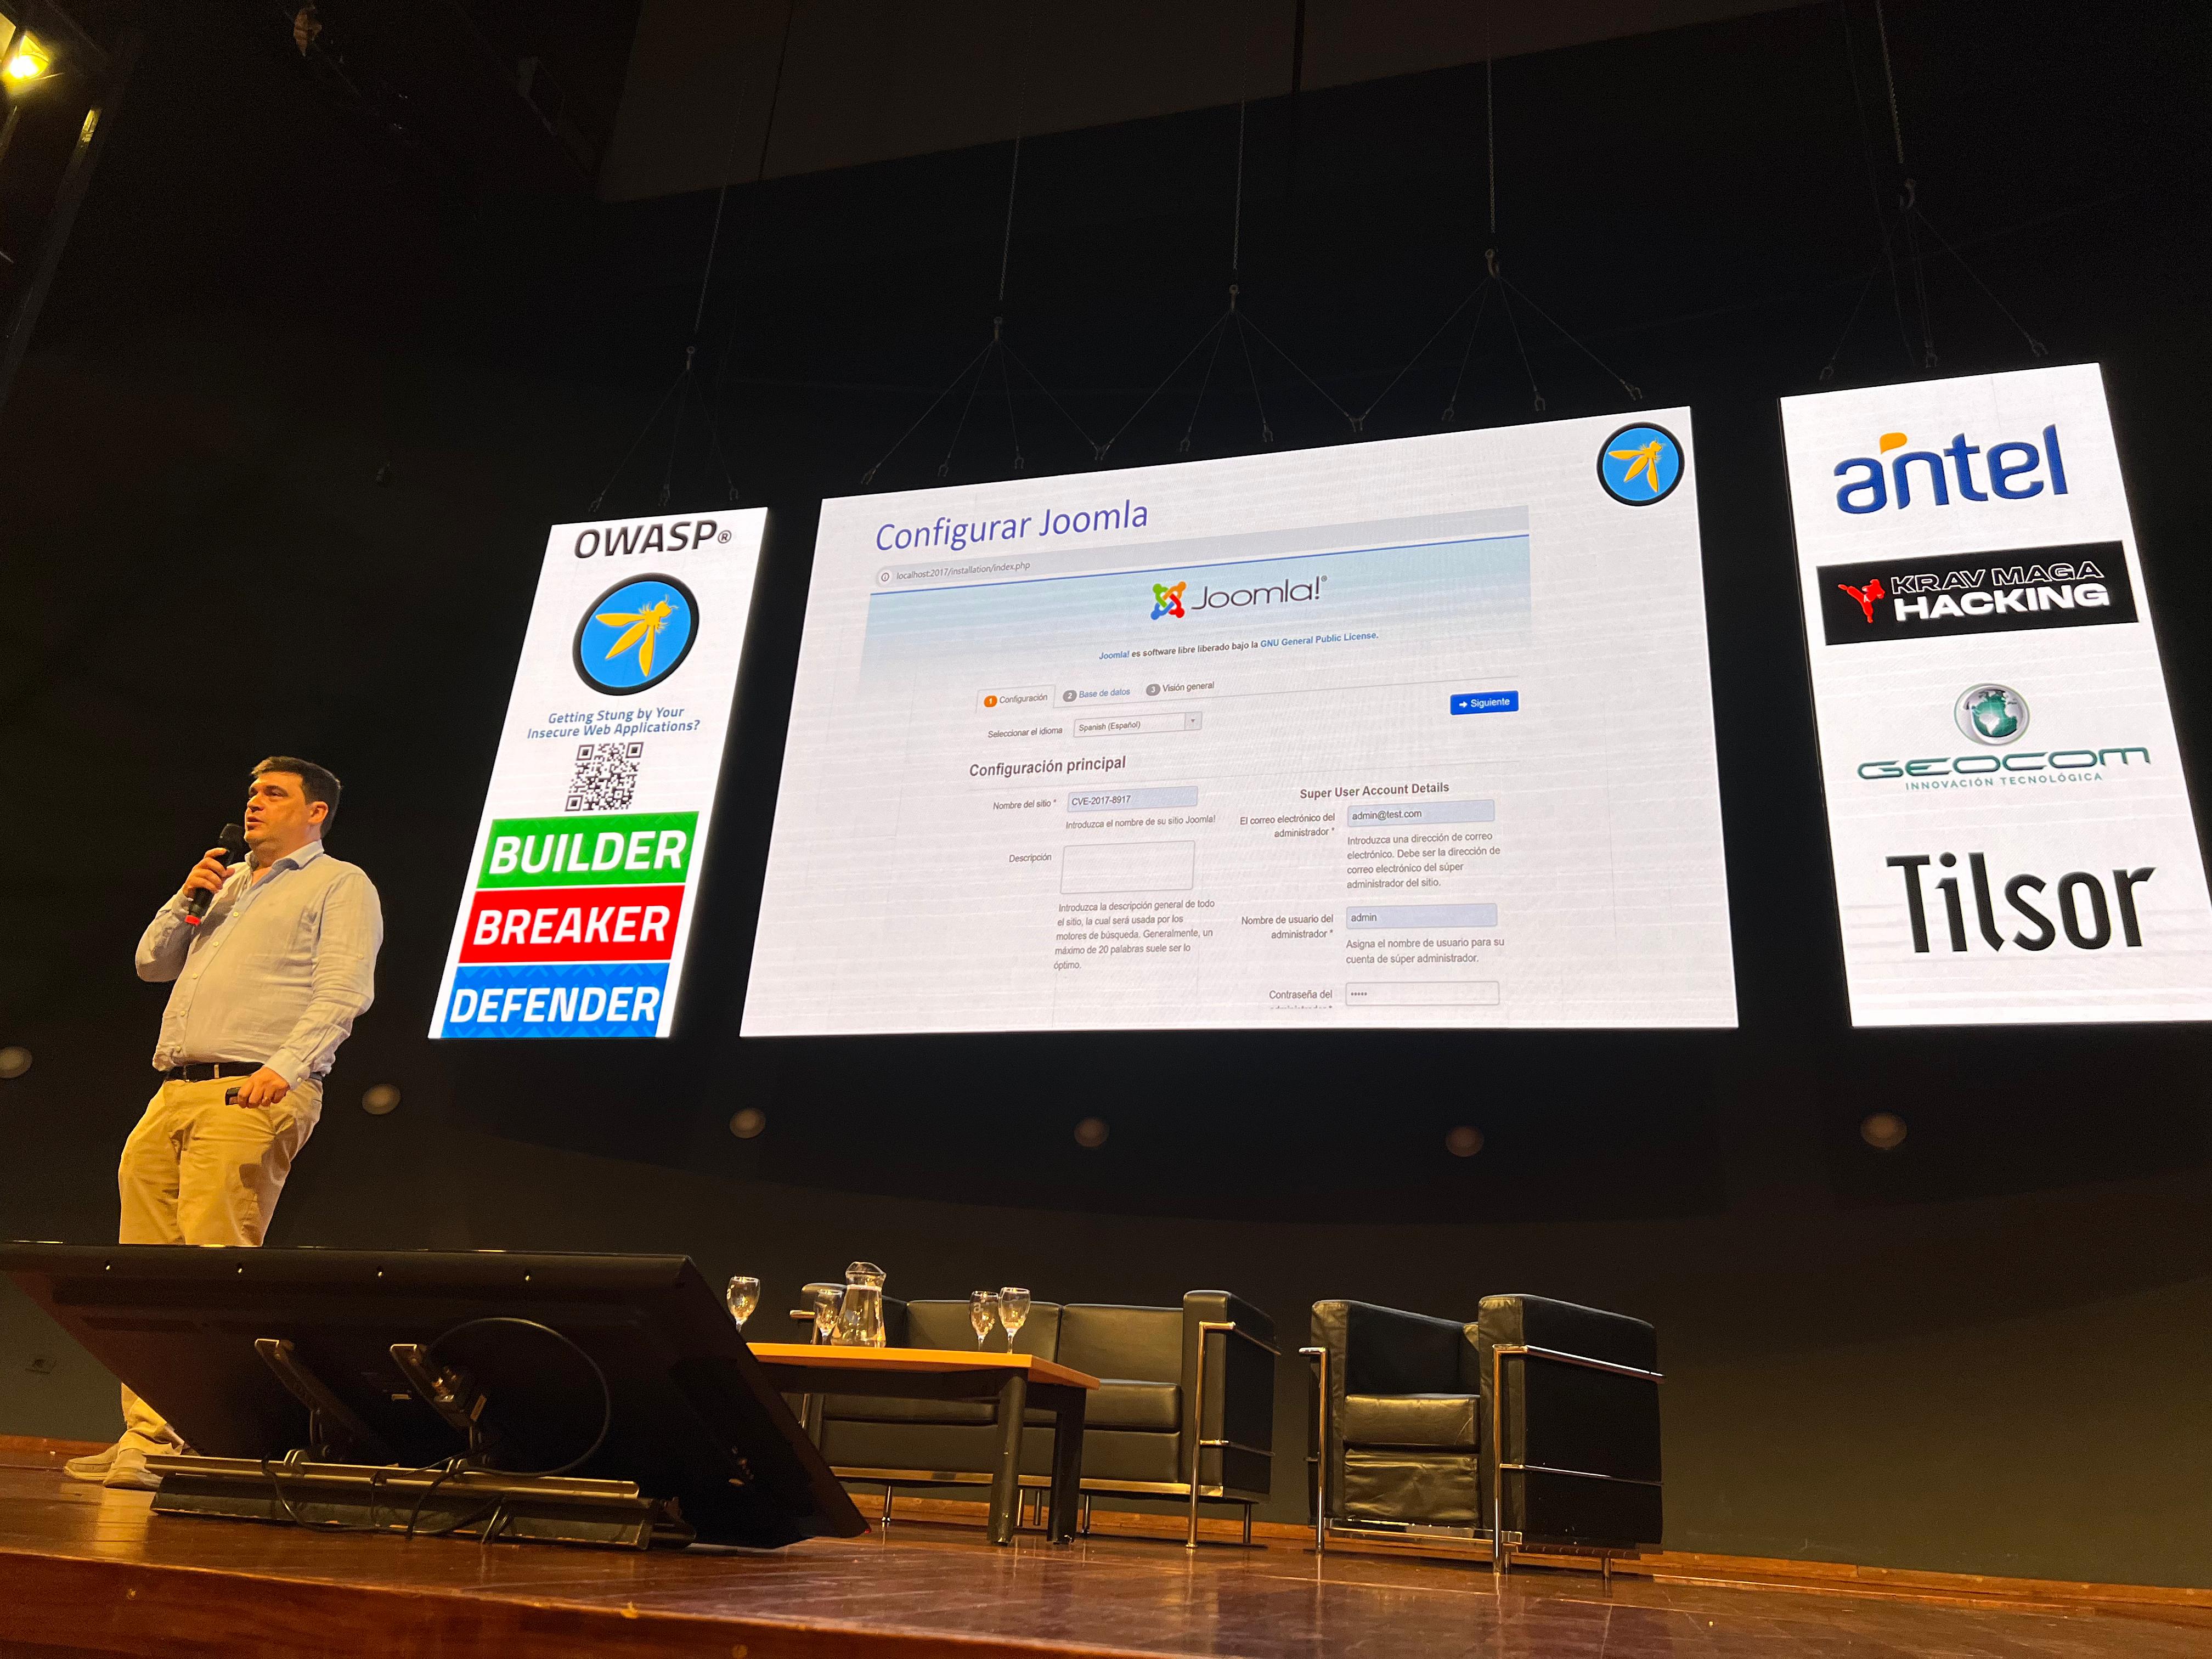 OWASP®
Getting Stung by Your
Insecure Web Applications?
BUILDER
BREAKER
DEFENDER
Configurar Joomla
localhost:2017/installation/index.php
Joomla!®
Joomla! es software libre liberado bajo la GNU General Public License.
1 Configuración 2 Base de datos 3 Visión general
Siguiente
Seleccionar el idioma Spanish (Español)
Configuración principal
Nombre del sitio * CVE-2017-8917
Introduzca el nombre de su sitio Joomla!
Descripción
Introduzca la descripción general de todo
el sitio, la cual será usada por los
motores de búsqueda. Generalmente, un
máximo de 20 palabras suele ser lo
óptimo.
Super User Account Details
El correo electrónico del
administrador *
admin@test.com
Introduzca una dirección de correo
electrónico. Debe ser la dirección de
correo electrónico del súper
administrador del sitio.
Nombre de usuario del
administrador *
admin
Asigna el nombre de usuario para su
cuenta de súper administrador.
Contraseña del
•••••
antel
KRAV MAGA
HACKING
GEOCOM
INNOVACIÓN TECNOLÓGICA
Tilsor